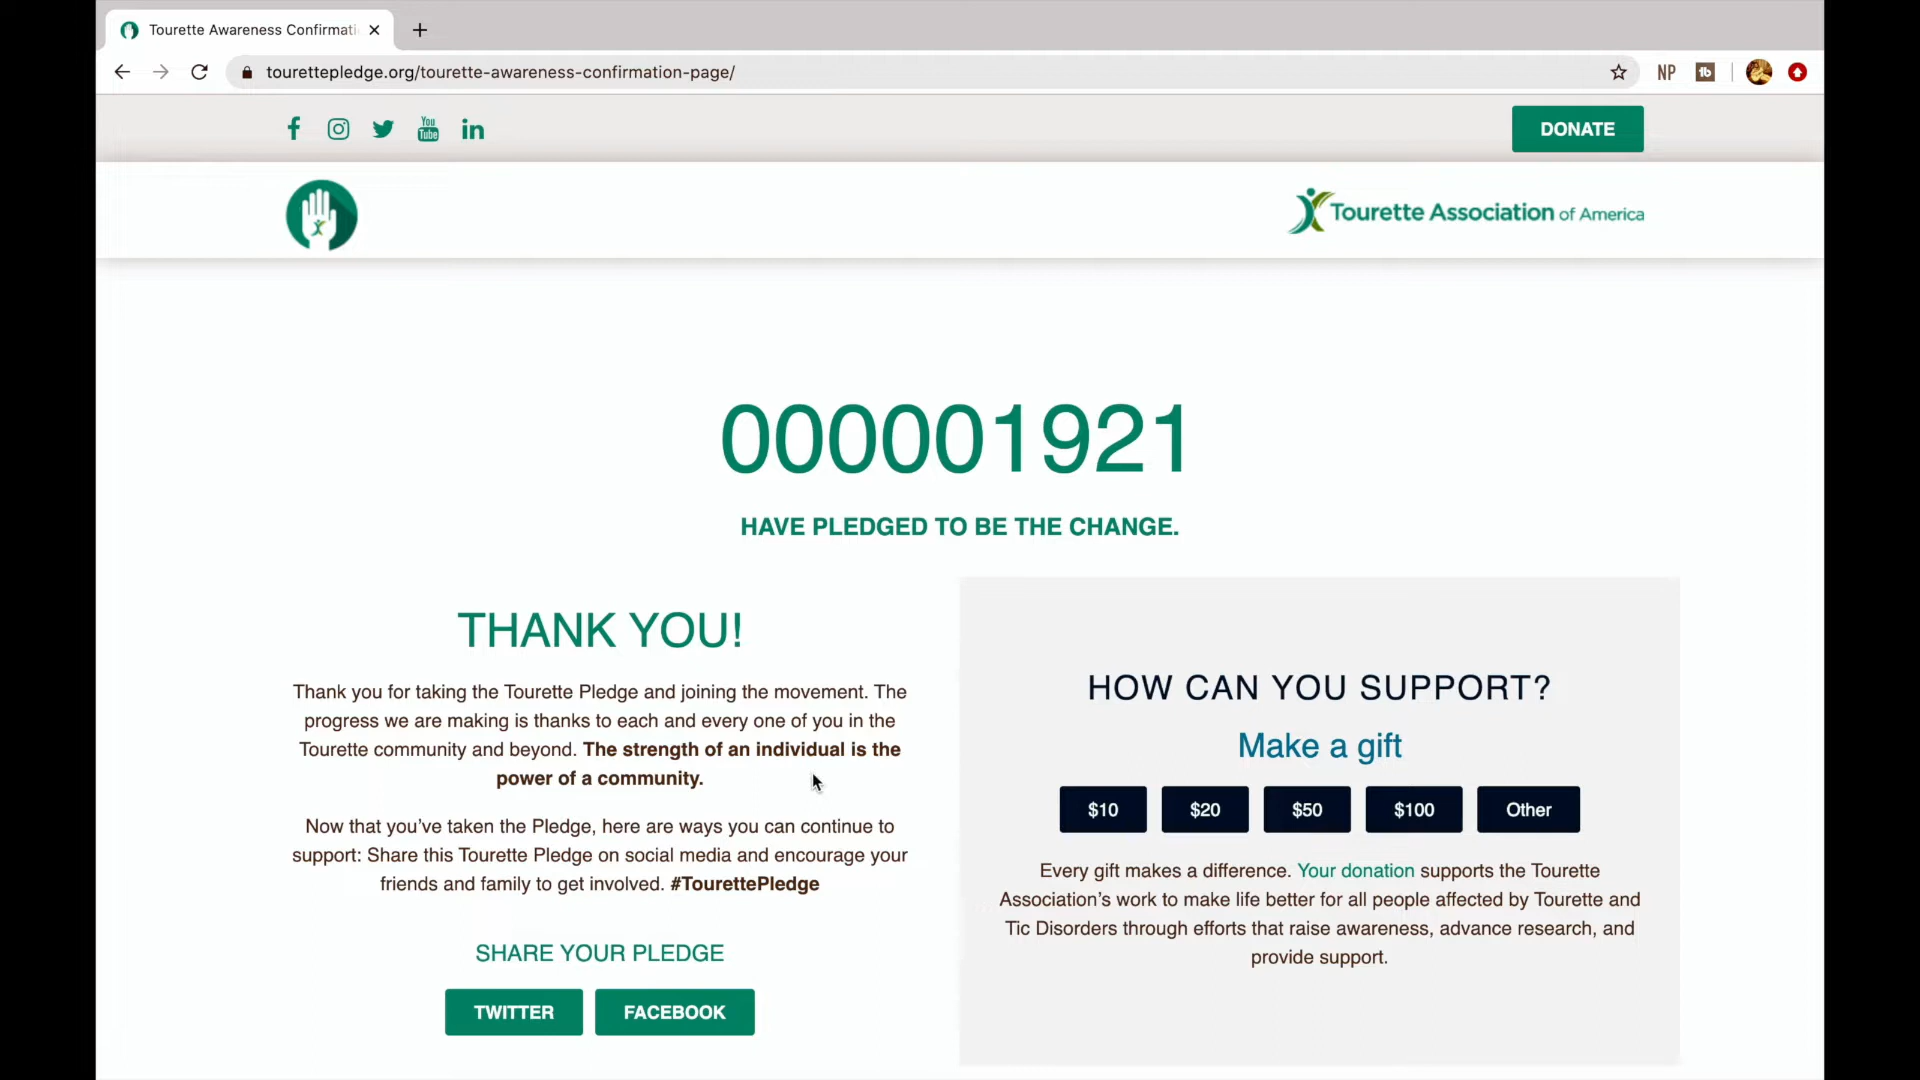 Tourette Awareness Confirmati
tourettepledge.org/tourette-awareness-confirmation-page/
NP
You
Tube
in
DONATE
Tourette Association of America
000001921
HAVE PLEDGED TO BE THE CHANGE.
THANK YOU!
Thank you for taking the Tourette Pledge and joining the movement. The
progress we are making is thanks to each and every one of you in the
Tourette community and beyond. The strength of an individual is the
power of a community.
Now that you’ve taken the Pledge, here are ways you can continue to
support: Share this Tourette Pledge on social media and encourage your
friends and family to get involved. #TourettePledge
SHARE YOUR PLEDGE
TWITTER FACEBOOK
HOW CAN YOU SUPPORT?
Make a gift
$10 $20 $50 $100 Other
Every gift makes a difference. Your donation supports the Tourette
Association’s work to make life better for all people affected by Tourette and
Tic Disorders through efforts that raise awareness, advance research, and
provide support.